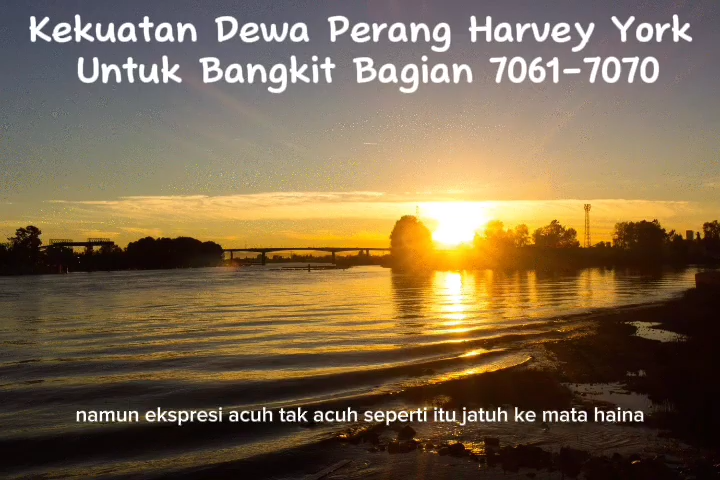 Kekuatan Dewa Perang Harvey York
Untuk Bangkit Bagian 7061-7070
namun ekspresi acuh tak acuh seperti itu jatuh ke mata haina